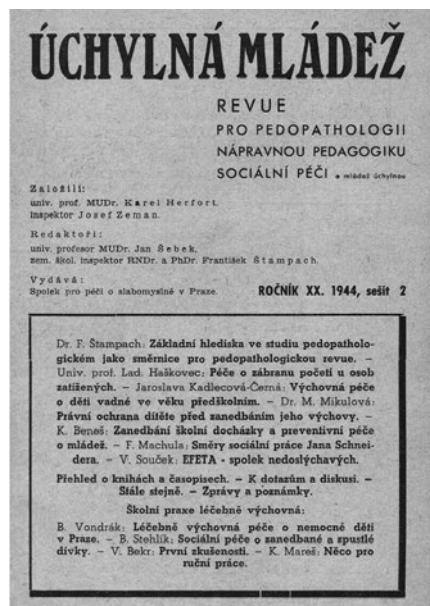 ÚCHYLNÁ MLÁDEŽ
REVUE
PRO PEDOPATHOLOGII
NÁPRAVNOU PEDAGOGIKU
SOCIÁLNÍ PÉČI o mládež úchylnou
Založili:
univ. prof. MUDr. Karel Herfort,
inspektor Josef Zeman.
Redaktoři:
univ. profesor MUDr. Jan Šebek,
zem. škol. inspektor RNDr. a PhDr. František Štampach.
Vydává:
Spolek pro péči o slabomyslné v Praze.
ROČNÍK XX. 1944, sešit 2
Dr. F. Štampach: Základní hlediska ve studiu pedopatholo-
gickém jako směrnice pro pedopathologickou revue. –
Univ. prof. Lad. Haškovec: Péče o zábranu početí u osob
zatížených. – Jaroslava Kadlecová-Černá: Výchovná péče
o děti vadné ve věku předškolním. – Dr. M. Mikulová:
Právní ochrana dítěte před zanedbáním jeho výchovy. –
K. Beneš: Zanedbání školní docházky a preventivní péče
o mládež. – F. Machula: Směry sociální práce Jana Schnei-
dera. – V. Souček: EFETA - spolek nedoslýchavých.
Přehled o knihách a časopisech. – K dotazům a diskusi. –
Stále stejně. – Zprávy a poznámky.
Školní praxe léčebně výchovná:
B. Vondrák: Léčebně výchovná péče o nemocné děti
v Praze. – B. Stehlík: Sociální péče o zanedbané a spustlé
dívky. – V. Bekr: První zkušenosti. – K. Mareš: Něco pro
ruční práce.